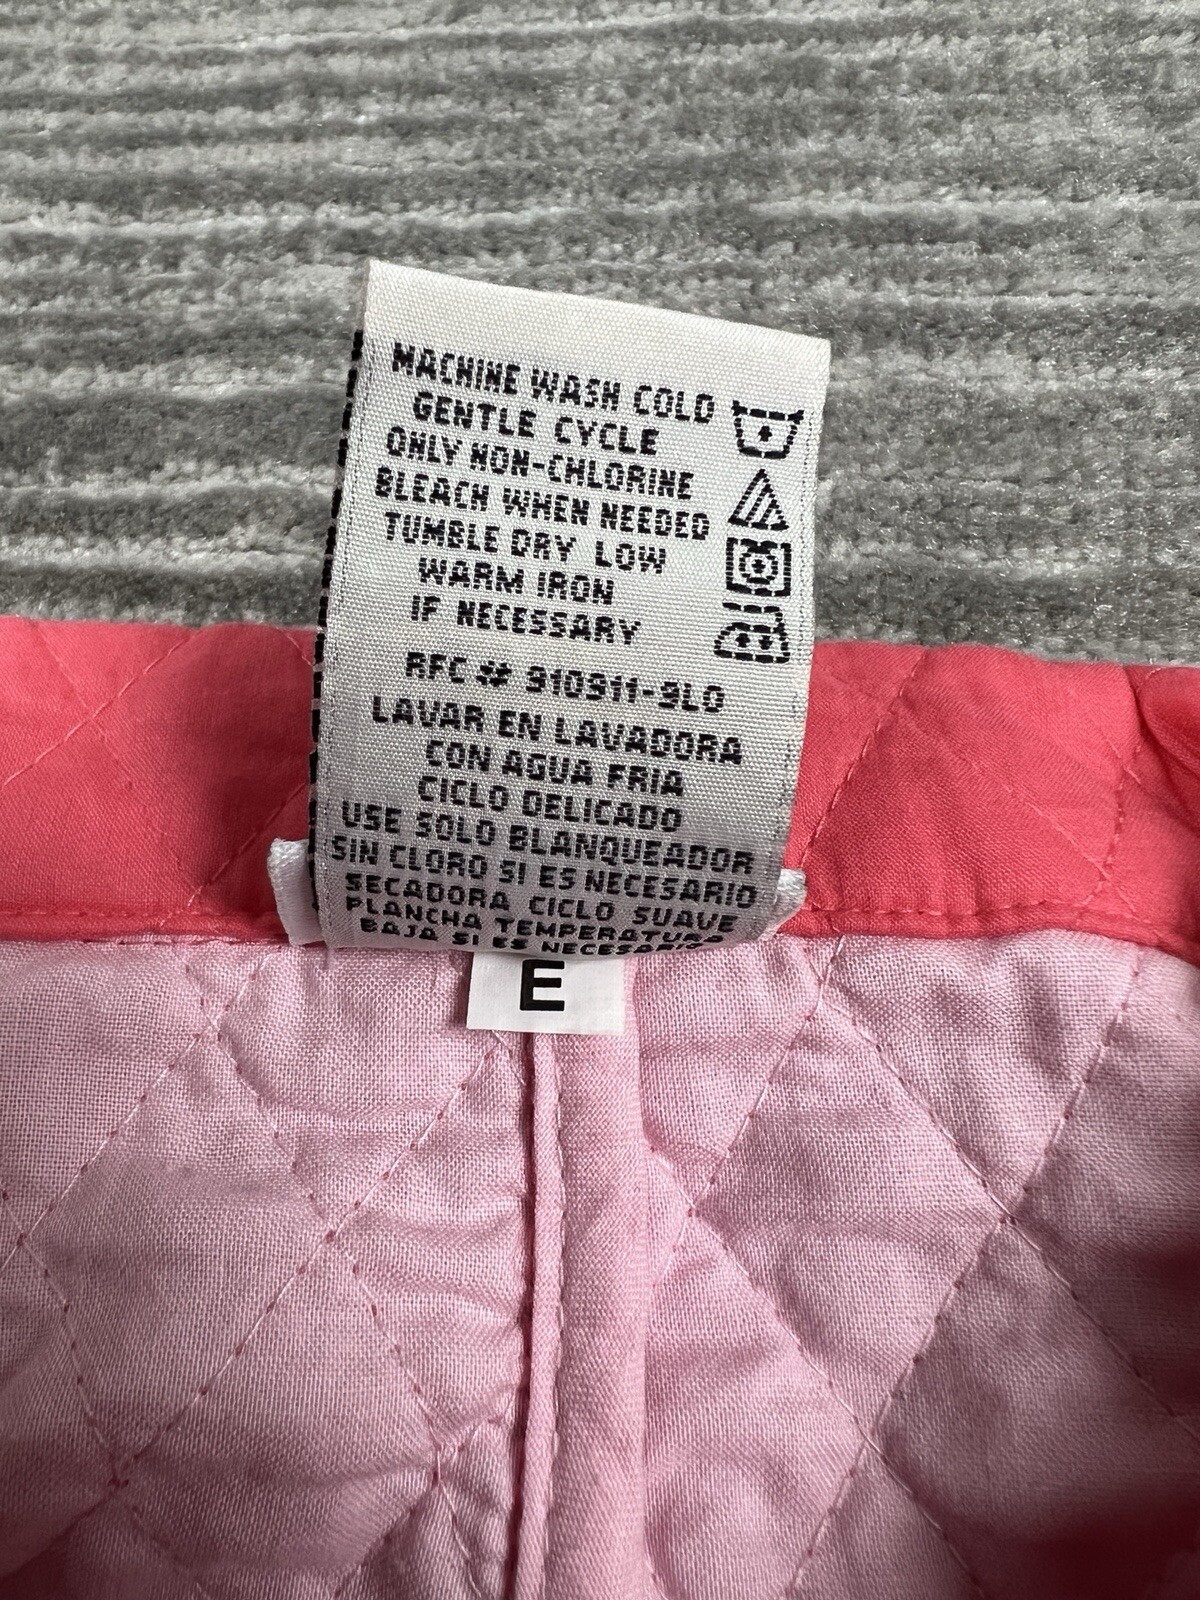 MACHINE WASH COLD
GENTLE CYCLE
ONLY NON-CHLORINE
BLEACH WHEN NEEDED
TUMBLE DRY LOW
WARM IRON
IF NECESSARY
RFC # 910911-9L0
LAVAR EN LAVADORA
CON AGUA FRIA
CICLO DELICADO
USE SOLO BLANQUEADOR
SIN CLORO SI ES NECESARIO
SECADORA CICLO SUAVE
PLANCHA TEMPERATURA
BAJA SI ES NECESARIO
E